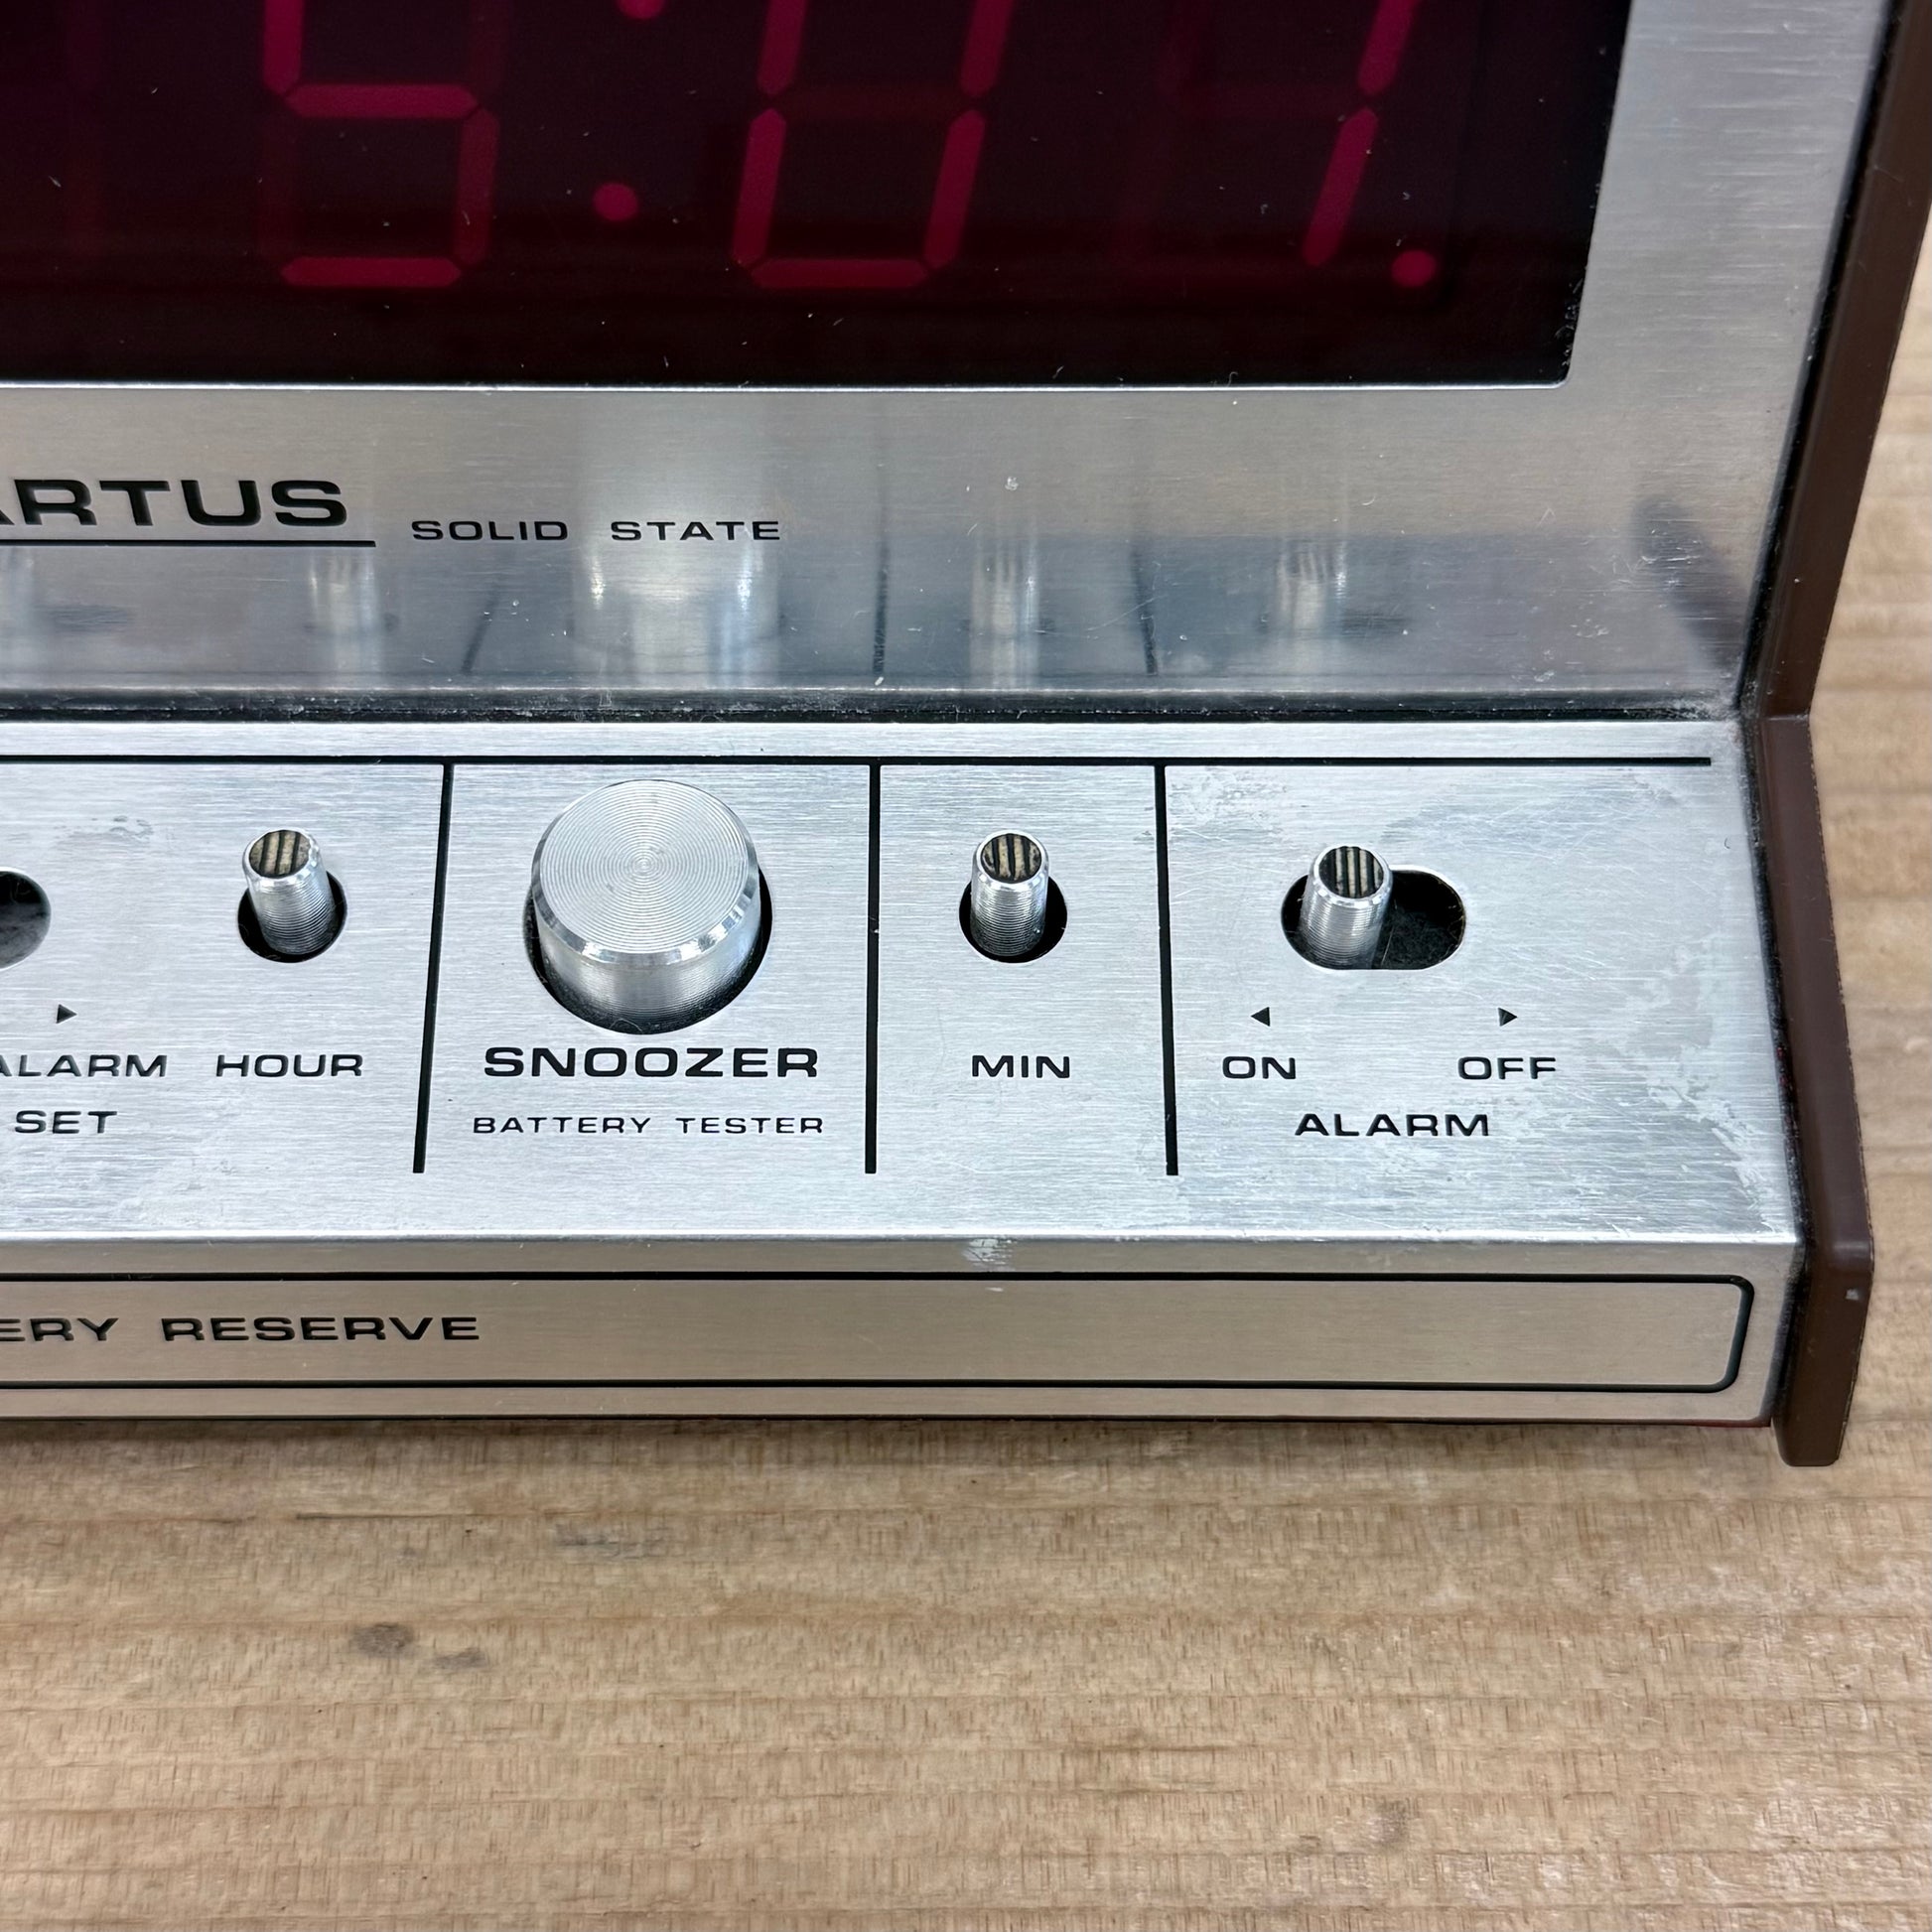 ARTUS SOLID STATE
ALARM HOUR SNOOZER MIN ON OFF
SET BATTERY TESTER ALARM
ERY RESERVE